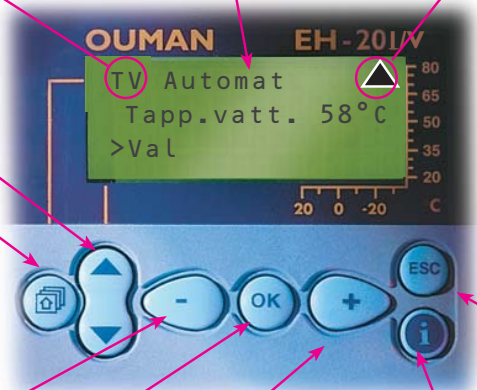 OUMAN EH-201/V
TV Automat
Tapp.vatt. 58°C
>Val
80
65
50
35
20
20 0 -20 C
ESC
- OK +
i